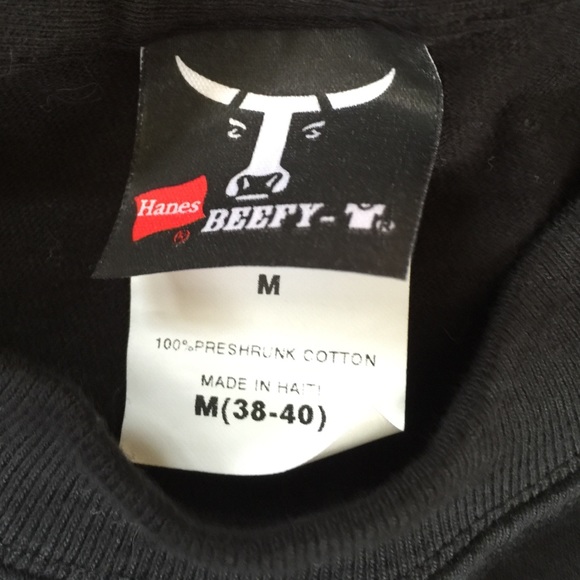 Hanes
®
BEEFY-T®
M
100% PRESHRUNK COTTON
MADE IN HAITI
M(38-40)